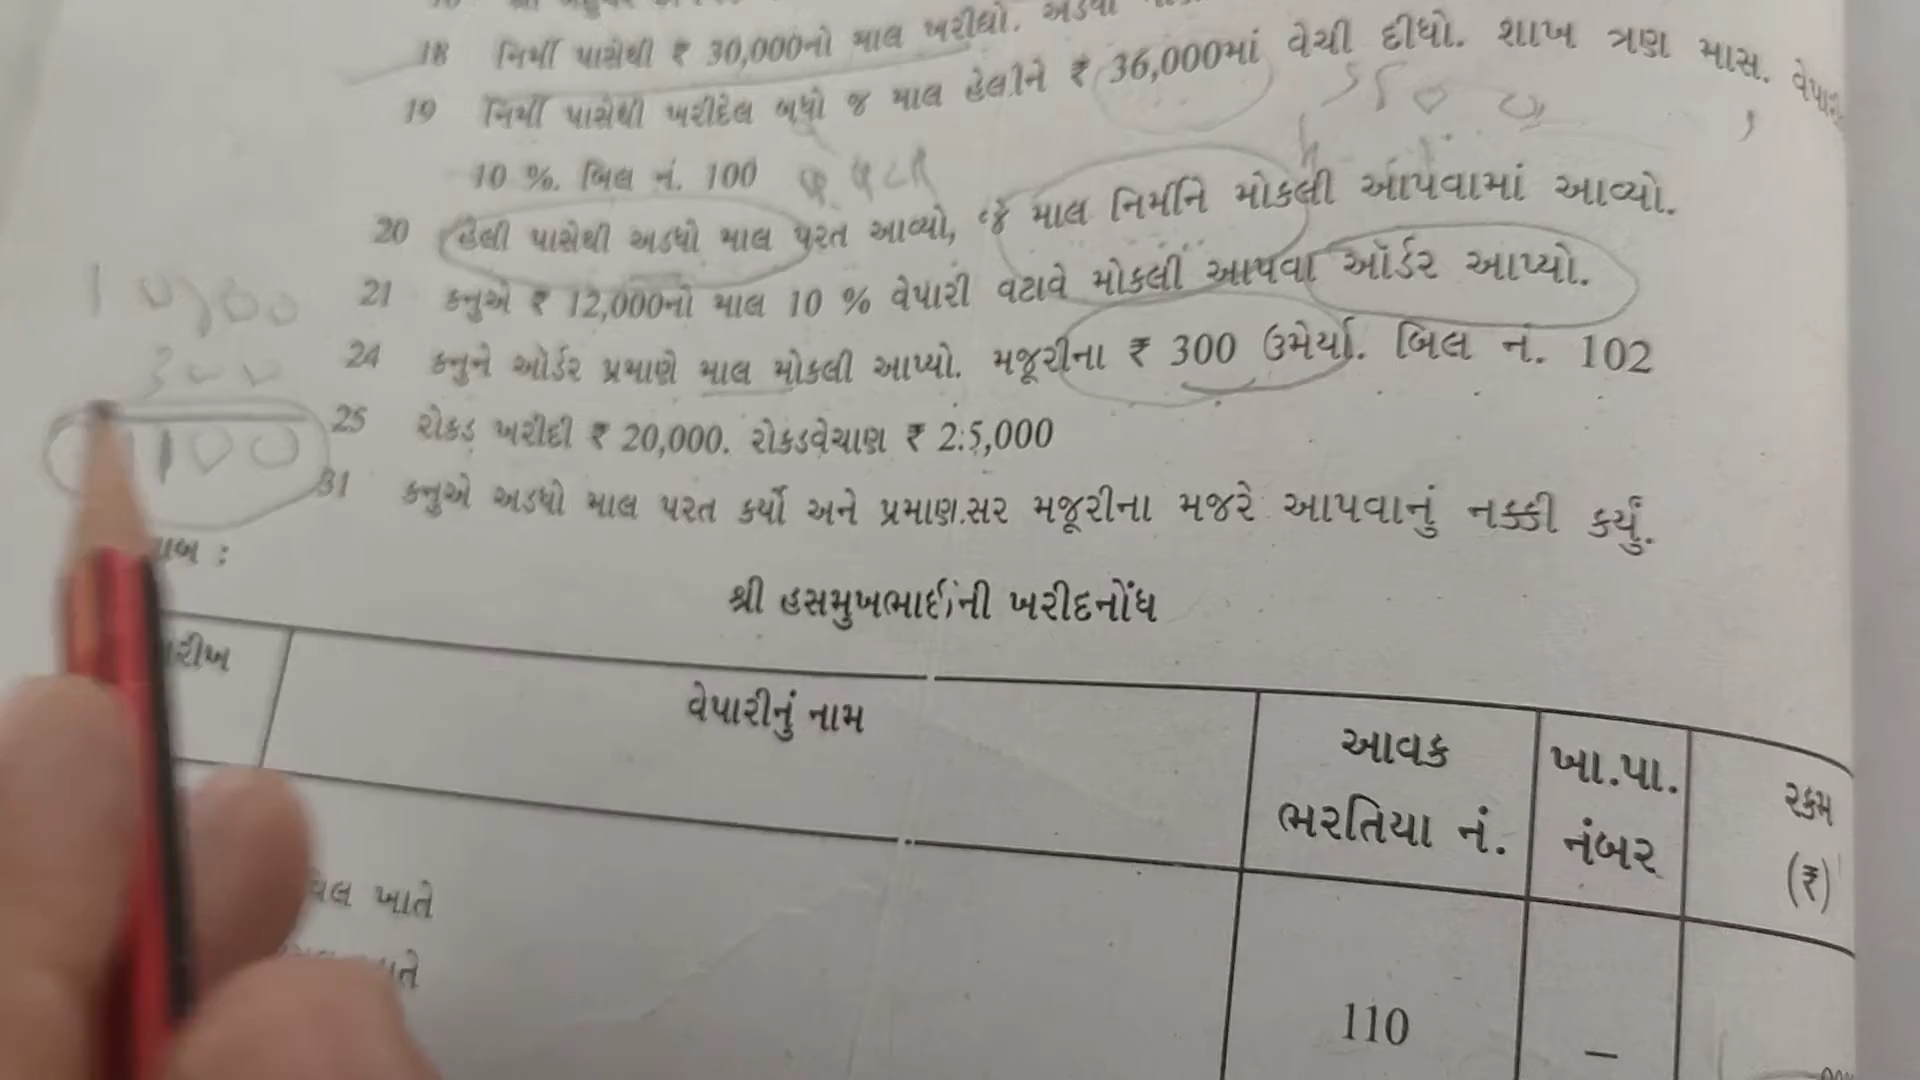 18 નિર્મી પાસેથી ₹ 30,000નો માલ ખરીદ્યો.
19 નિર્મી પાસેથી ખરીદેલ બધો જ માલ હેલીને ₹ 36,000માં વેચી દીધો. શાખ ત્રણ માસ. વેપારી
10 %. બિલ નં. 100
20 હેલી પાસેથી અડધો માલ પરત આવ્યો, જે માલ નિર્મીને મોકલી આપવામાં આવ્યો.
21 કનુએ ₹ 12,000નો માલ 10 % વેપારી વટાવે મોકલી આપવા ઑર્ડર આપ્યો.
24 કનુને ઓર્ડર પ્રમાણે માલ મોકલી આપ્યો. મજૂરીના ₹ 300 ઉમેર્યા. બિલ નં. 102
25 રોકડ ખરીદી ₹ 20,000. રોકડવેચાણ ₹ 25,000
31 કનુએ અડધો માલ પરત કર્યો અને પ્રમાણસર મજૂરીના મજરે આપવાનું નક્કી કર્યું.
10800
300
1100
શ્રી હસમુખભાઈની ખરીદનોંધ
વેપારીનું નામ
આવક ભરતિયા નં.
ખા.પા. નંબર
રકમ (₹)
ખાતે
110 –